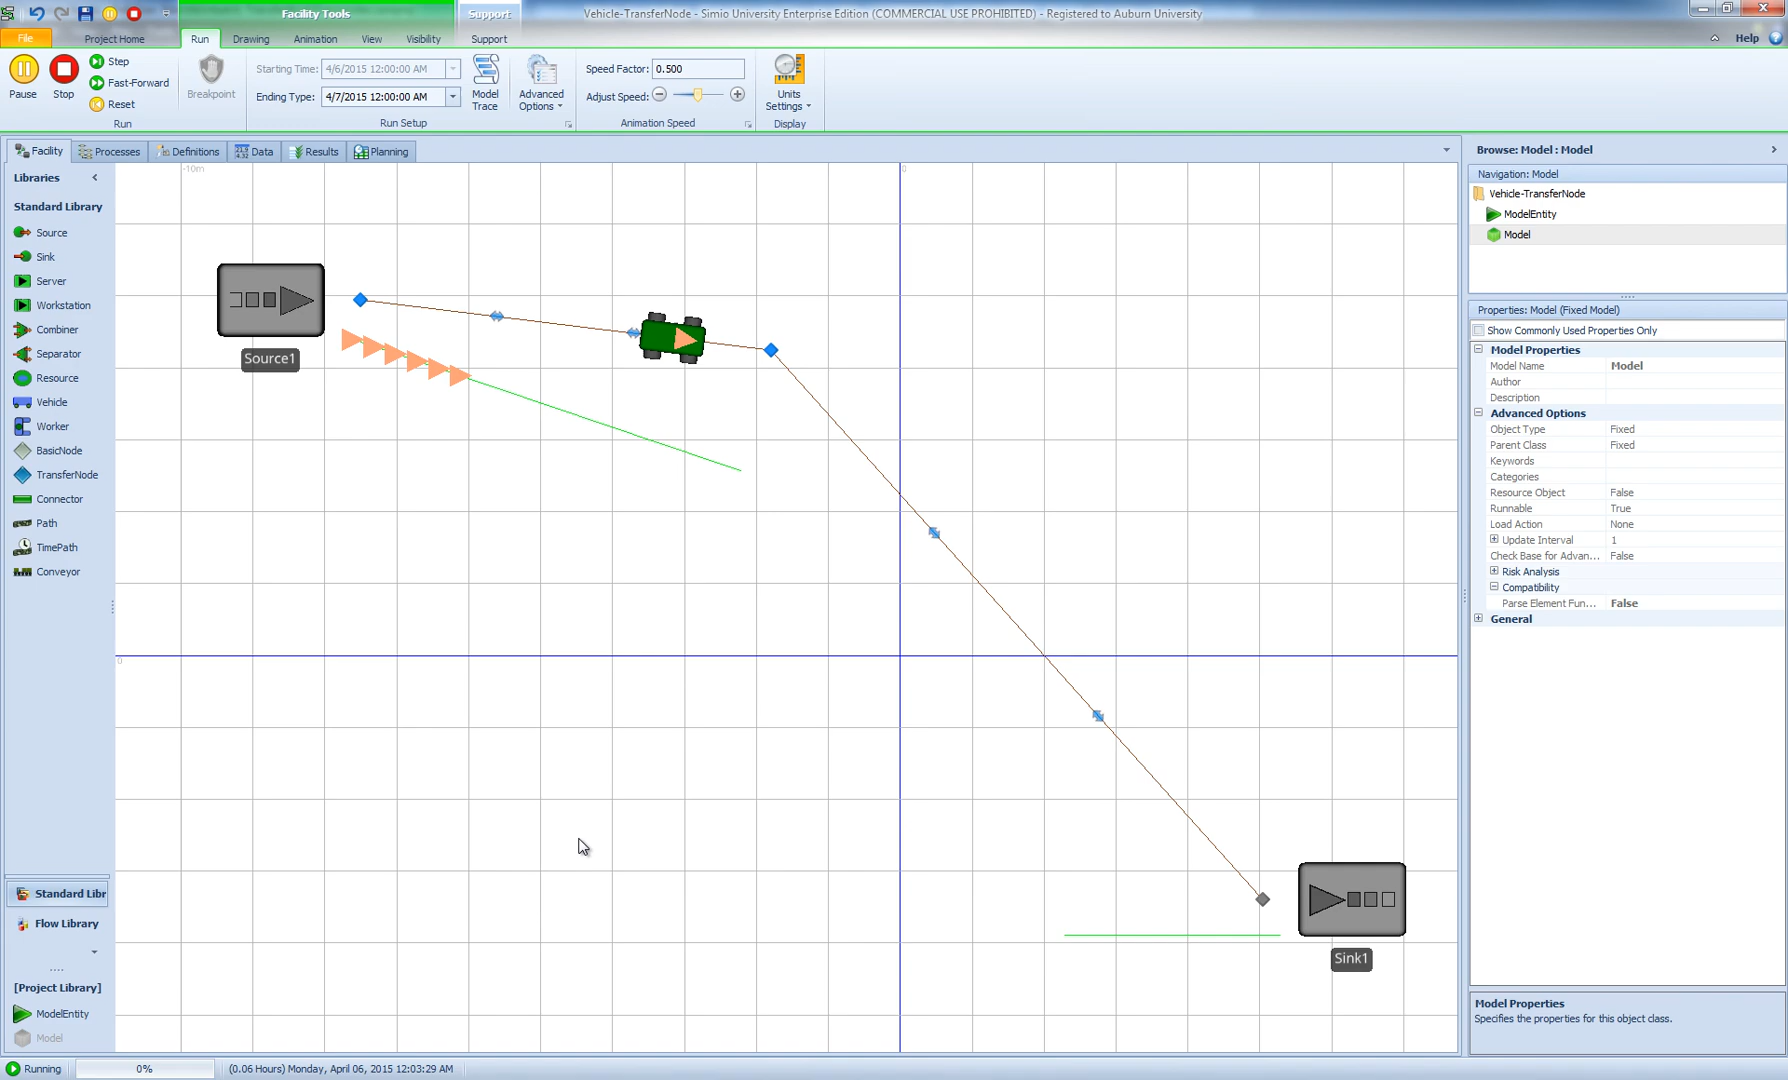 Facility Tools
Support
Vehicle-TransferNode - Simio University Enterprise Edition (COMMERCIAL USE PROHIBITED) - Registered to Auburn University
File
Project Home
Run
Drawing
Animation
View
Visibility
Support
Help
Pause
Stop
Step
Fast-Forward
Reset
Run
Breakpoint
Starting Time: 4/6/2015 12:00:00 AM
Ending Type: 4/7/2015 12:00:00 AM
Run Setup
Model
Trace
Advanced
Options
Speed Factor: 0.500
Adjust Speed:
Animation Speed
Units
Settings
Display
Facility
Processes
Definitions
Data
Results
Planning
Libraries
Standard Library
Source
Sink
Server
Workstation
Combiner
Separator
Resource
Vehicle
Worker
BasicNode
TransferNode
Connector
Path
TimePath
Conveyor
Standard Libr
Flow Library
[Project Library]
ModelEntity
Model
-10m
0
0
Source1
Sink1
Browse: Model : Model
Navigation: Model
Vehicle-TransferNode
ModelEntity
Model
Properties: Model (Fixed Model)
Show Commonly Used Properties Only
Model Properties
Model Name Model
Author
Description
Advanced Options
Object Type Fixed
Parent Class Fixed
Keywords
Categories
Resource Object False
Runnable True
Load Action None
Update Interval 1
Check Base for Advan... False
Risk Analysis
Compatibility
Parse Element Fun... False
General
Model Properties
Specifies the properties for this object class.
Running
0%
(0.06 Hours) Monday, April 06, 2015 12:03:29 AM